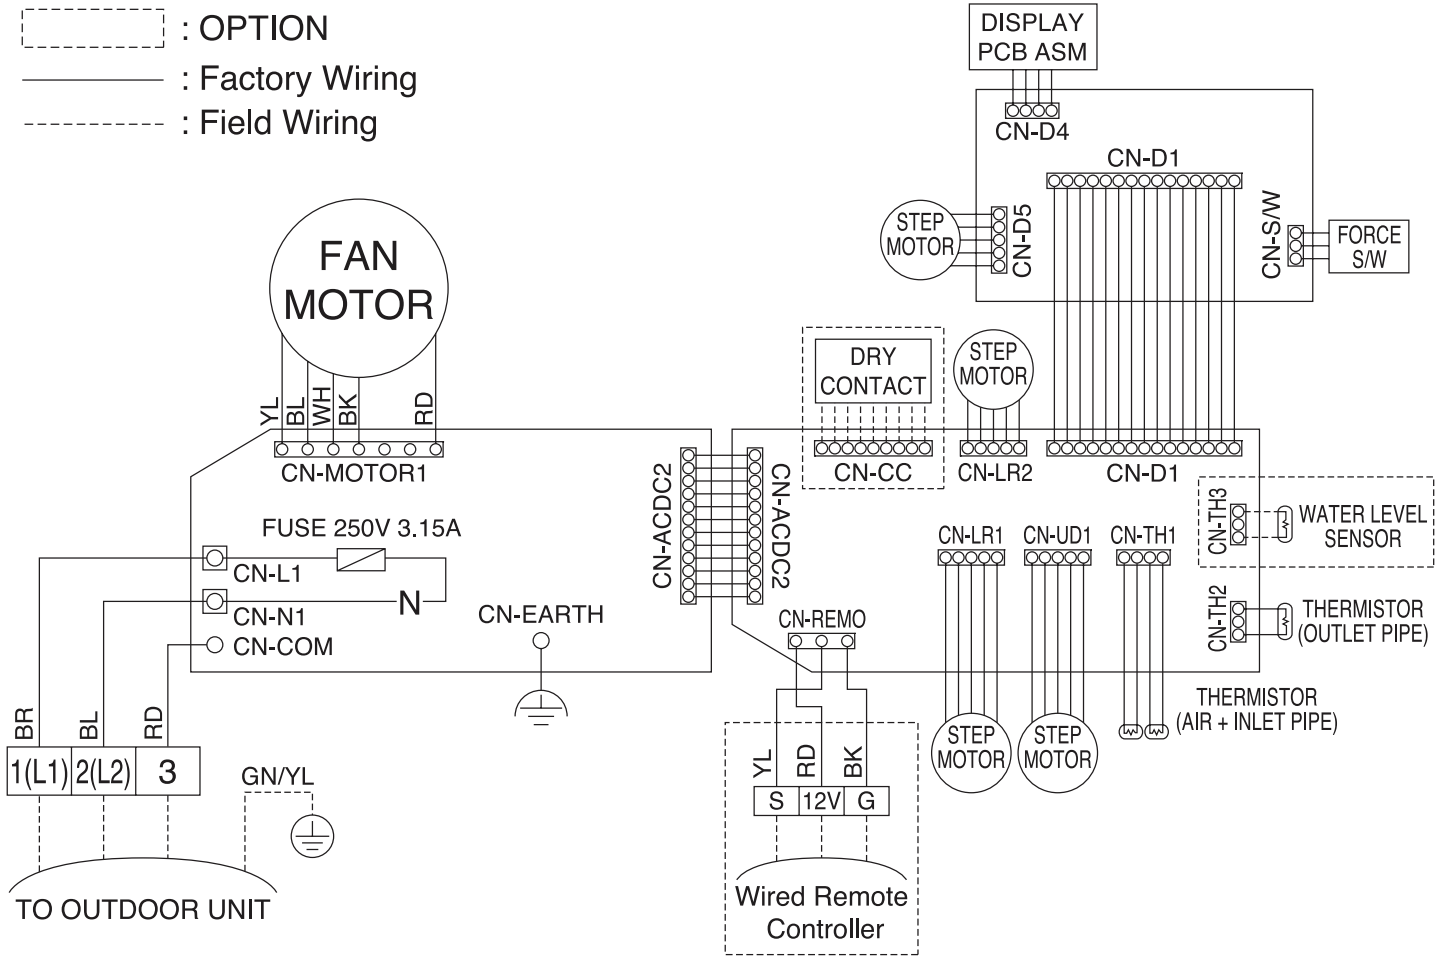 : OPTION
: Factory Wiring
: Field Wiring
DISPLAY
PCB ASM
CN-D4
CN-D1
STEP
MOTOR
CN-D5
CN-S/W
FORCE
S/W
FAN
MOTOR
YL
BL
WH
BK
RD
CN-MOTOR1
DRY
CONTACT
CN-CC
STEP
MOTOR
CN-LR2
CN-D1
CN-ACDC2
CN-ACDC2
FUSE 250V 3.15A
CN-L1
N
CN-N1
CN-COM
CN-EARTH
CN-TH3
WATER LEVEL
SENSOR
CN-LR1
CN-UD1
CN-TH1
CN-TH2
THERMISTOR
(OUTLET PIPE)
CN-REMO
THERMISTOR
(AIR + INLET PIPE)
STEP
MOTOR
STEP
MOTOR
BR
BL
RD
1(L1)
2(L2)
3
GN/YL
TO OUTDOOR UNIT
YL
RD
BK
S
12V
G
Wired Remote
Controller